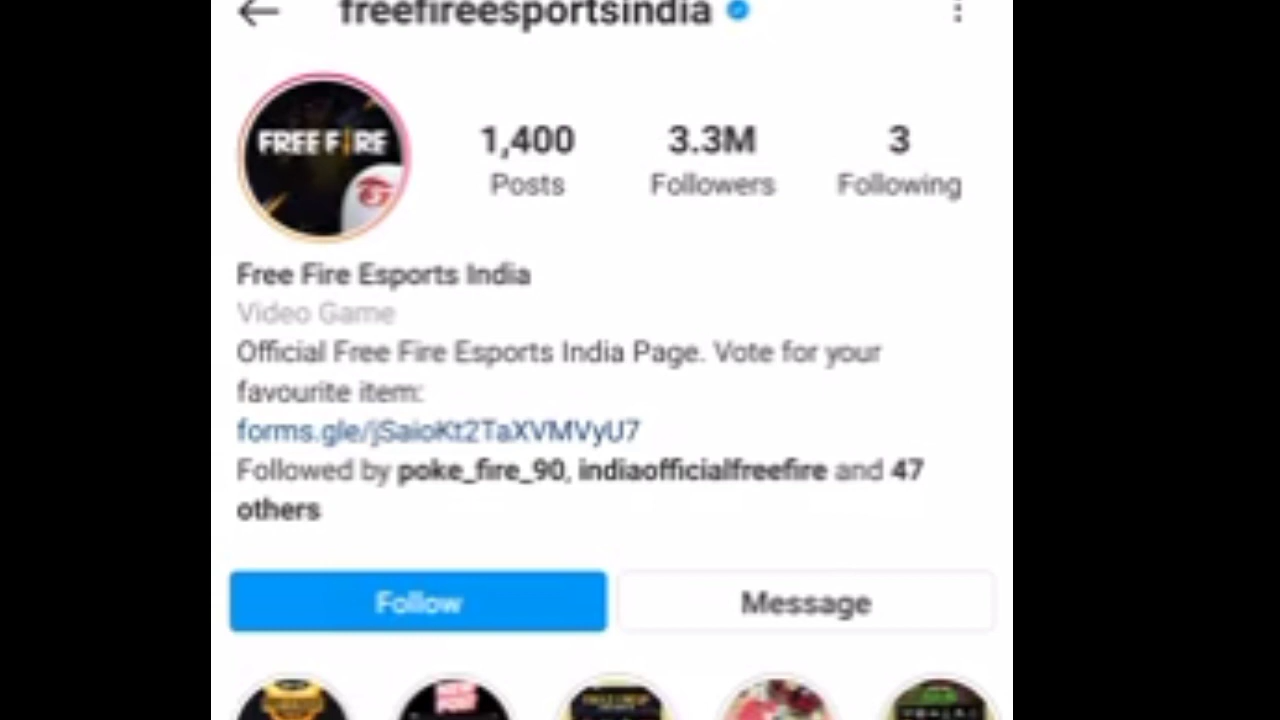 freefireesportsindia
FREE FIRE
1,400
3.3M
3
Posts
Followers
Following
Free Fire Esports India
Video Game
Official Free Fire Esports India Page. Vote for your
favourite item:
forms.gle/jSaioKt2TaXVMVyU7
Followed by poke_fire_90, indiaofficialfreefire and 47
others
Follow
Message